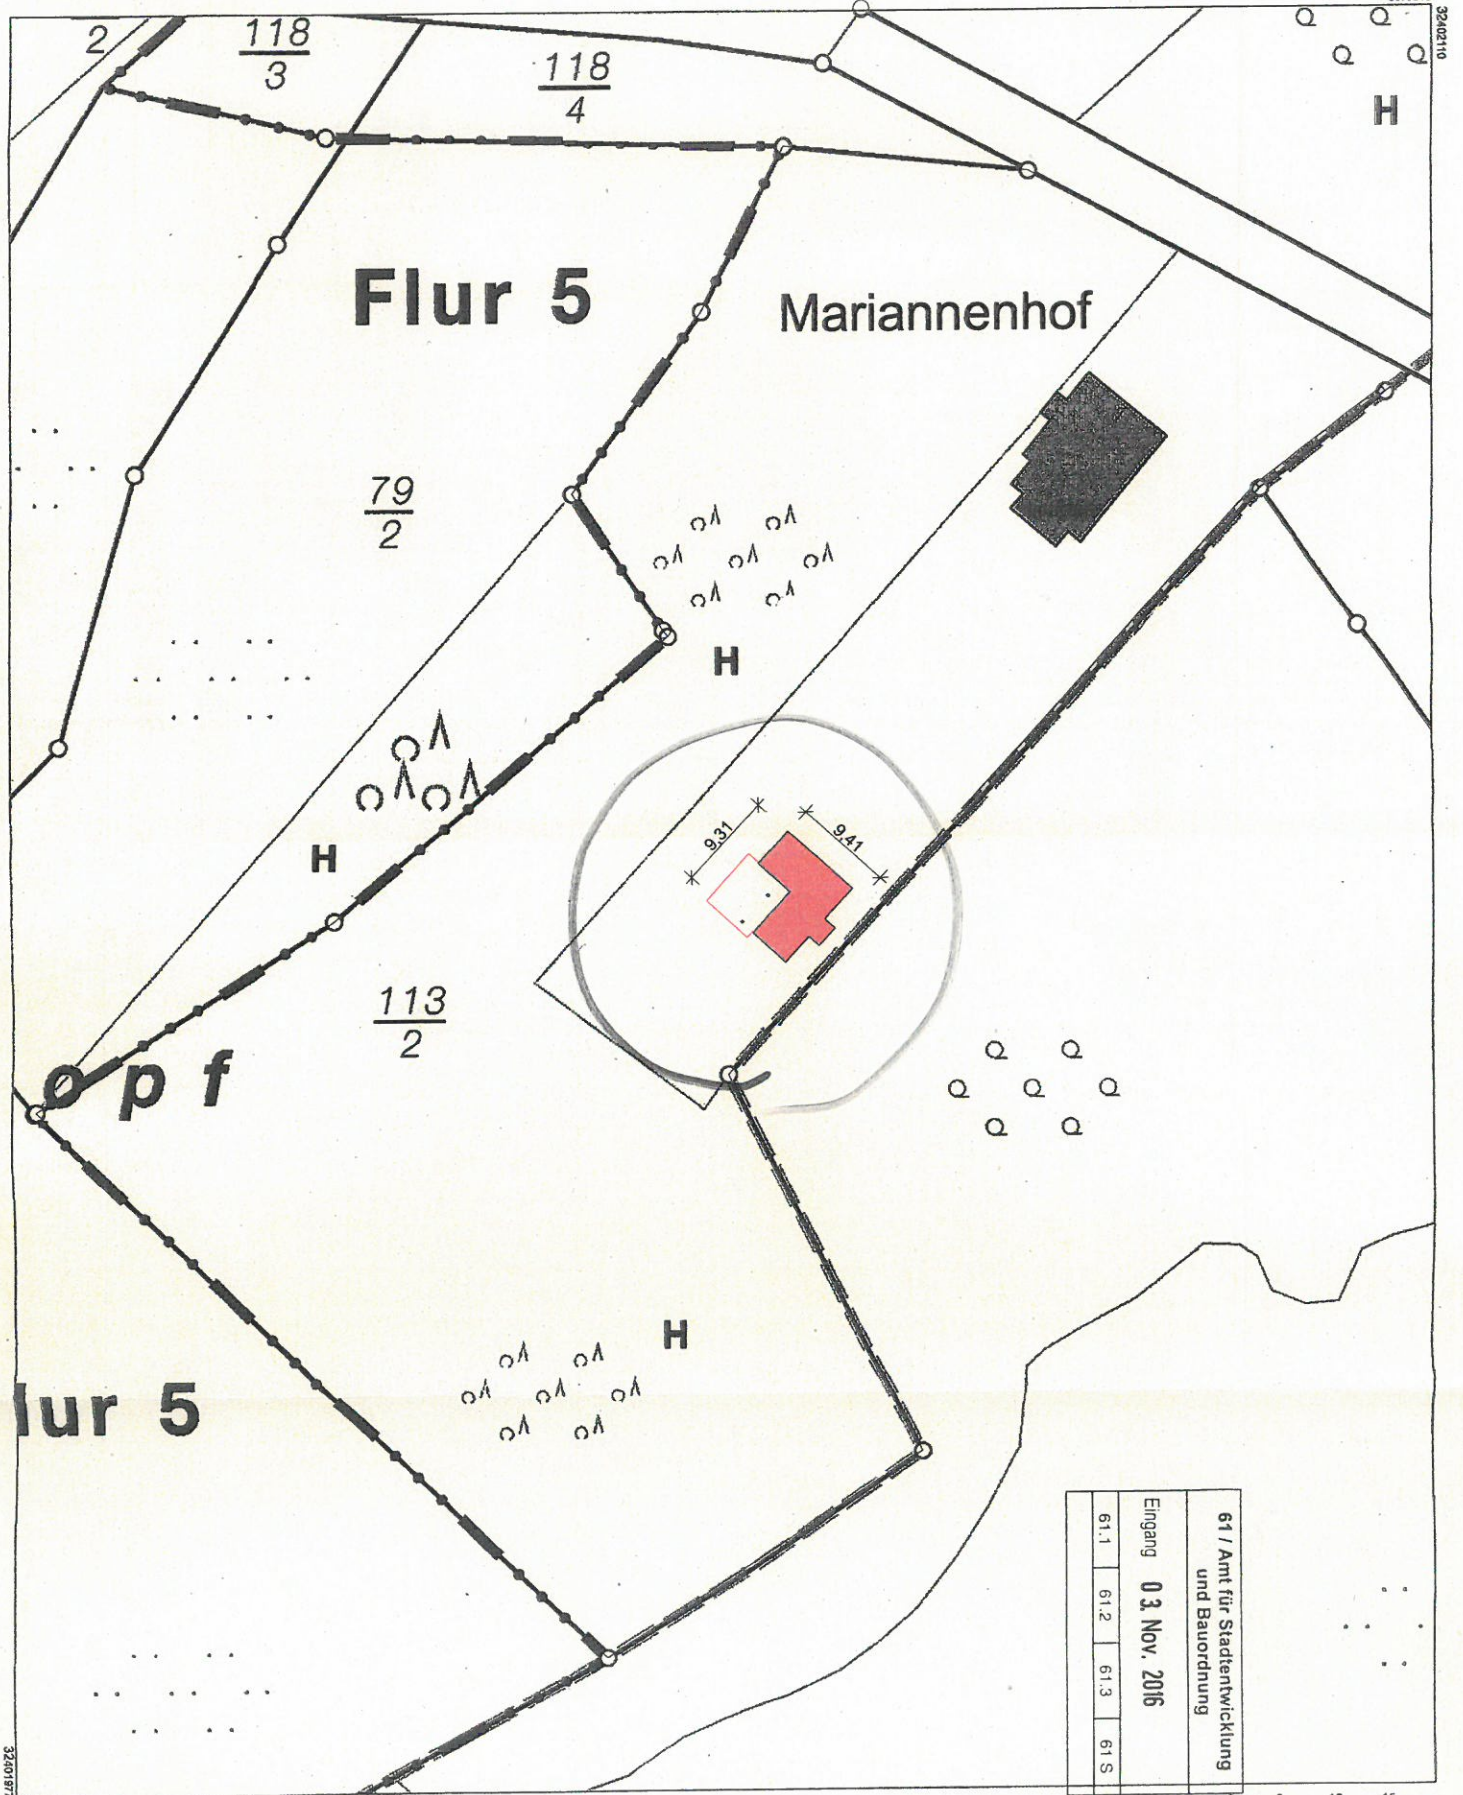 32402110
2
118
3
118
4
H
Flur 5
Mariannenhof
79
2
H
9,31
9,41
H
113
2
o p f
H
lur 5
61 / Amt für Stadtentwicklung
und Bauordnung
Eingang 03. Nov. 2016
61.1 61.2 61.3 61 S